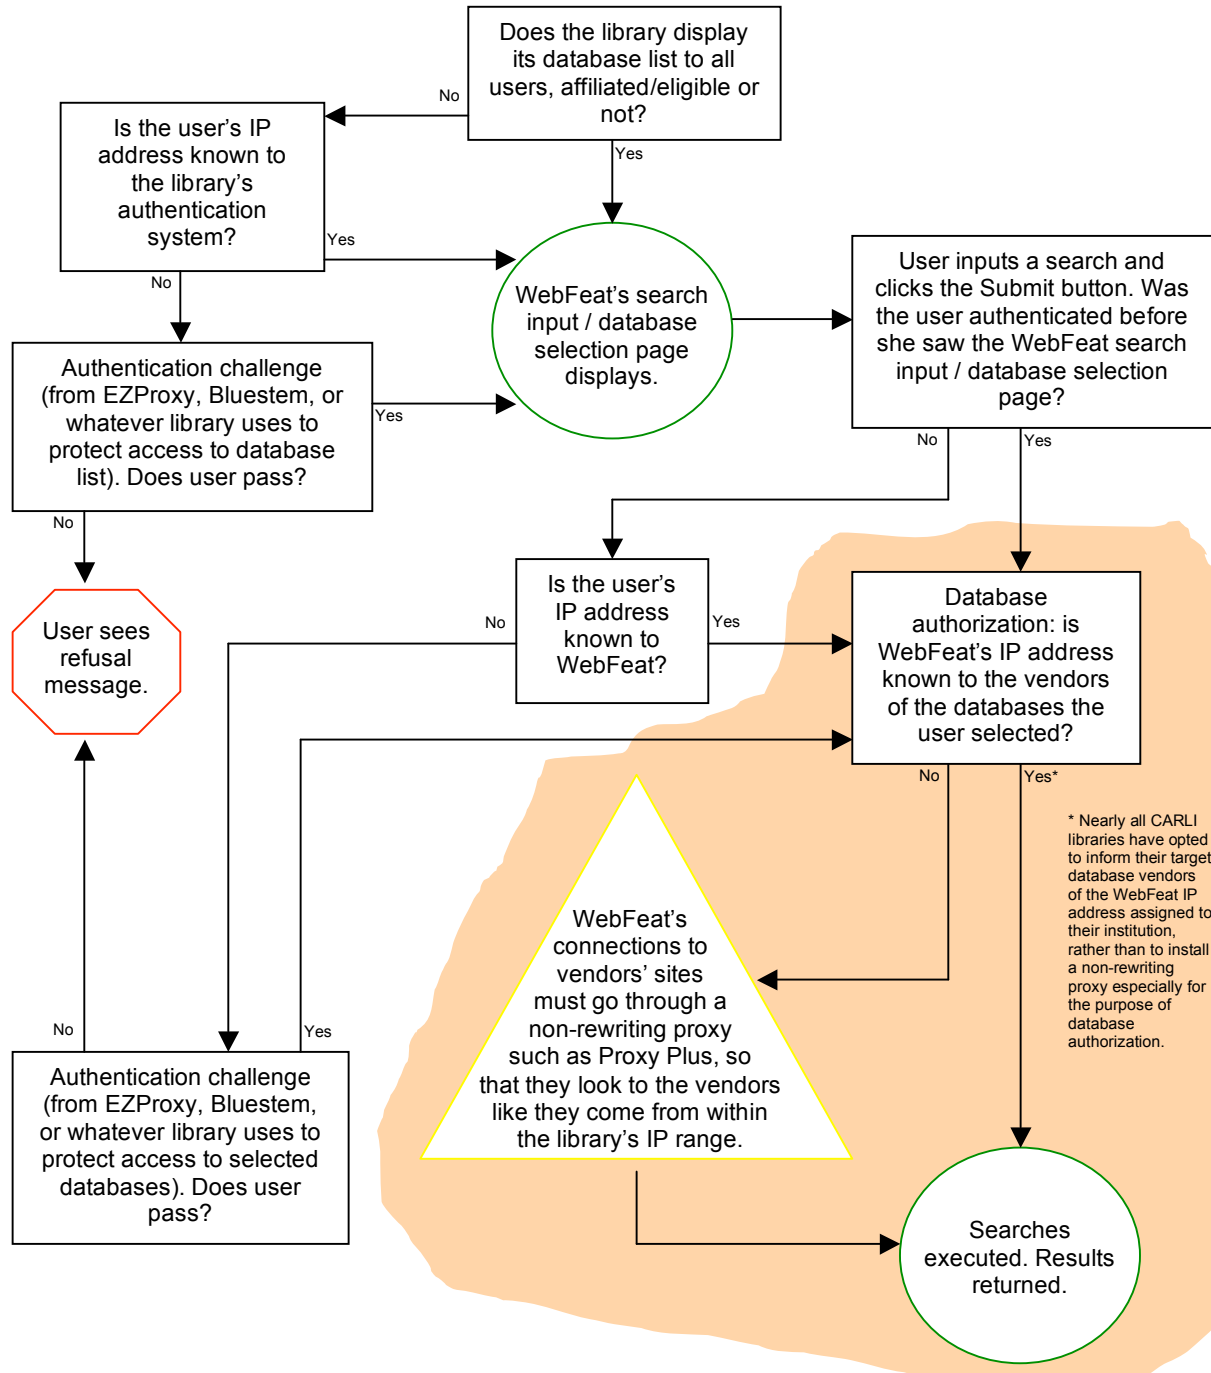 Does the library display
its database list to all
users, affiliated/eligible or
not?
No
Yes
Is the user’s IP
address known to
the library’s
authentication
system?
Yes
No
WebFeat’s search
input / database
selection page
displays.
User inputs a search and
clicks the Submit button. Was
the user authenticated before
she saw the WebFeat search
input / database selection
page?
No
Yes
Authentication challenge
(from EZProxy, Bluestem, or
whatever library uses to
protect access to database
list). Does user pass?
Yes
No
User sees
refusal
message.
Is the user’s
IP address
known to
WebFeat?
No
Yes
Database
authorization: is
WebFeat’s IP address
known to the vendors
of the databases the
user selected?
No
Yes*
* Nearly all CARLI
libraries have opted
to inform their target
database vendors
of the WebFeat IP
address assigned to
their institution,
rather than to install
a non-rewriting
proxy especially for
the purpose of
database
authorization.
WebFeat’s
connections to
vendors’ sites
must go through a
non-rewriting proxy
such as Proxy Plus, so
that they look to the vendors
like they come from within
the library’s IP range.
No
Yes
Authentication challenge
(from EZProxy, Bluestem,
or whatever library uses to
protect access to selected
databases). Does user
pass?
Searches
executed. Results
returned.